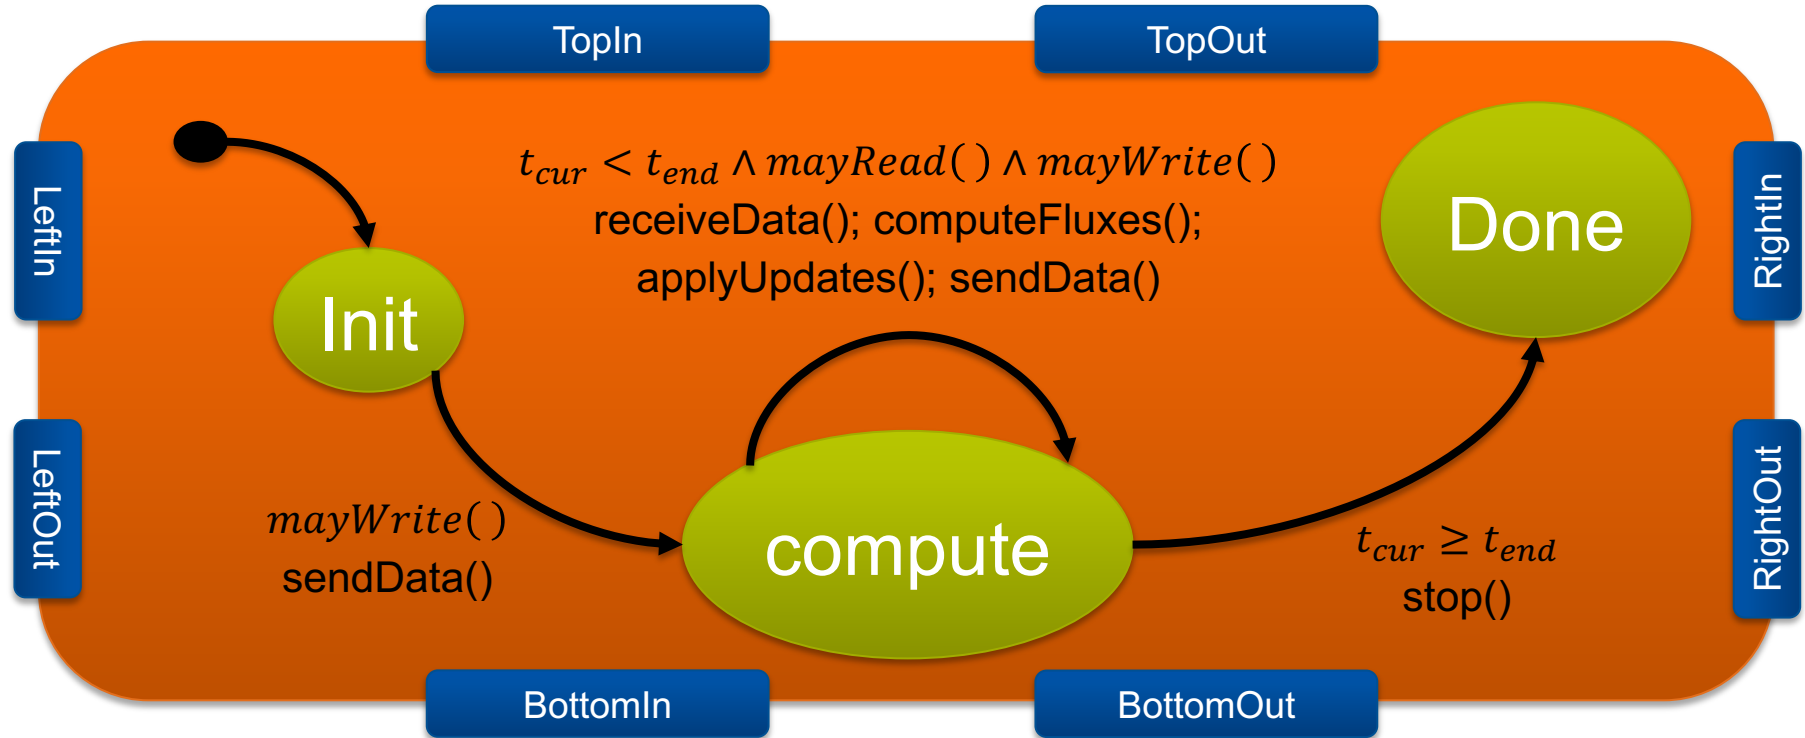 TopIn
TopOut
LeftIn
RightIn
t_cur < t_end ∧ mayRead( ) ∧ mayWrite( )
receiveData(); computeFluxes();
applyUpdates(); sendData()
Init
Done
LeftOut
RightOut
mayWrite( )
sendData()
compute
t_cur ≥ t_end
stop()
BottomIn
BottomOut